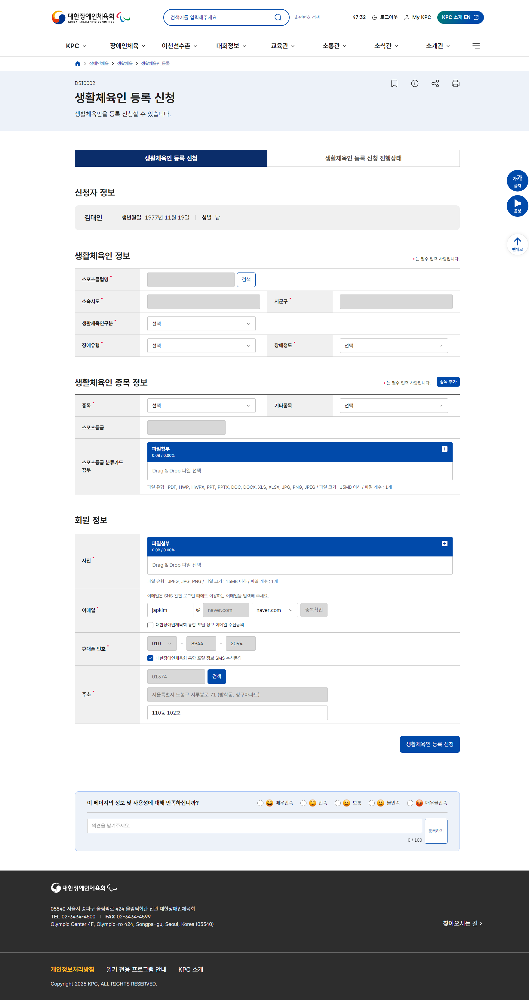 대한장애인체육회
KOREA PARALYMPIC COMMITTEE
검색어를 입력해주세요.
화면번호 검색
47:32 로그아웃 My KPC KPC 소개 EN
KPC 장애인체육 이천선수촌 대회정보 교육관 소통관 소식관 소개관
장애인체육 > 생활체육 > 생활체육인 등록
DSI0002
생활체육인 등록 신청
생활체육인을 등록 신청할 수 있습니다.
생활체육인 등록 신청 생활체육인 등록 신청 진행상태
가가
글자
음성
맨위로
신청자 정보
김대인 생년월일 1977년 11월 19일 성별 남
생활체육인 정보
•는 필수 입력 사항입니다.
스포츠클럽명 • 검색
소속시도 • 시군구 •
생활체육인구분 • 선택
장애유형 • 선택 장애정도 • 선택
생활체육인 종목 정보
•는 필수 입력 사항입니다. 종목 추가
종목 • 선택 기타종목 선택
스포츠등급
스포츠등급 분류카드
첨부
파일첨부
0.0B / 0.00%
Drag & Drop 파일 선택
파일 유형 : PDF, HWP, HWPX, PPT, PPTX, DOC, DOCX, XLS, XLSX, JPG, PNG, JPEG / 파일 크기 : 15MB 이하 / 파일 개수 : 1개
회원 정보
사진 •
파일첨부
0.0B / 0.00%
Drag & Drop 파일 선택
파일 유형 : JPEG, JPG, PNG / 파일 크기 : 15MB 이하 / 파일 개수 : 1개
이메일 •
이메일은 SNS 간편 로그인 때에도 이용하는 이메일을 입력해 주세요.
japkim @ naver.com naver.com 중복확인
대한장애인체육회 통합 포털 정보 이메일 수신동의
휴대폰 번호 •
010 - 8944 - 2094
대한장애인체육회 통합 포털 정보 SMS 수신동의
주소 •
01374 검색
서울특별시 도봉구 시루봉로 71 (방학동, 청구아파트)
110동 102호
생활체육인 등록 신청
이 페이지의 정보 및 사용성에 대해 만족하십니까? 매우만족 만족 보통 불만족 매우불만족
의견을 남겨주세요.
등록하기
0 / 100
대한장애인체육회
05540 서울시 송파구 올림픽로 424 올림픽회관 신관 대한장애인체육회
TEL 02-3434-4500 | FAX 02-3434-4599
Olympic Center 4F, Olympic-ro 424, Songpa-gu, Seoul, Korea (05540)
찾아오시는 길 >
개인정보처리방침 읽기 전용 프로그램 안내 KPC 소개
Copyright 2025 KPC, ALL RIGHTS RESERVED.